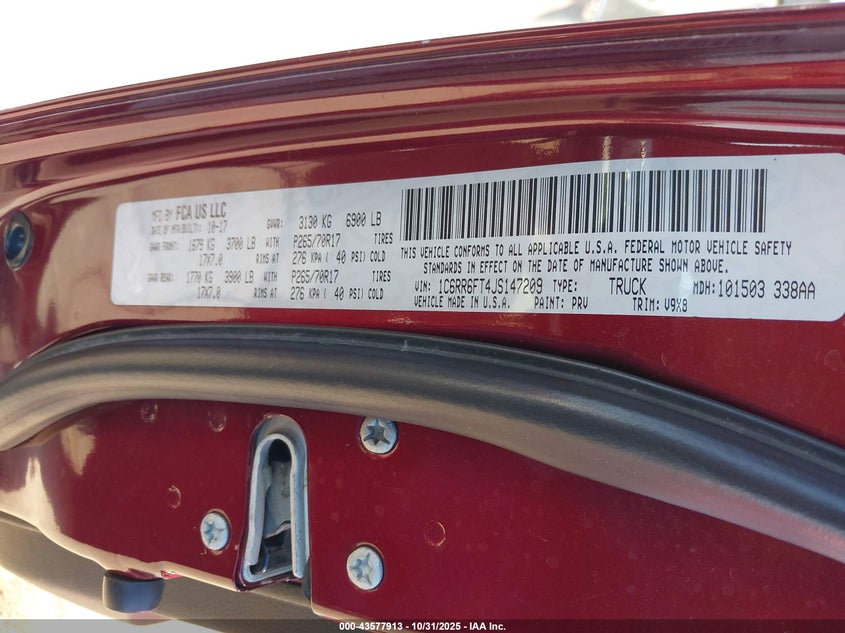 MFD BY FCA US LLC
DATE OF MFR/BUILT: 10-17 GVWR: 3130 KG 6900 LB
GAWR FRONT: 1679 KG 3700 LB WITH P265/70R17 TIRES
17X7.0 RIMS AT 276 KPA ( 40 PSI) COLD
GAWR REAR: 1770 KG 3900 LB WITH P265/70R17 TIRES
17X7.0 RIMS AT 276 KPA ( 40 PSI) COLD
THIS VEHICLE CONFORMS TO ALL APPLICABLE U.S.A. FEDERAL MOTOR VEHICLE SAFETY
STANDARDS IN EFFECT ON THE DATE OF MANUFACTURE SHOWN ABOVE.
VIN: 1C6RR6FT4JS147209 TYPE: TRUCK MDH:101503 338AA
VEHICLE MADE IN U.S.A. PAINT: PRV TRIM: V9X8
000-43577913 - 10/31/2025 - IAA Inc.